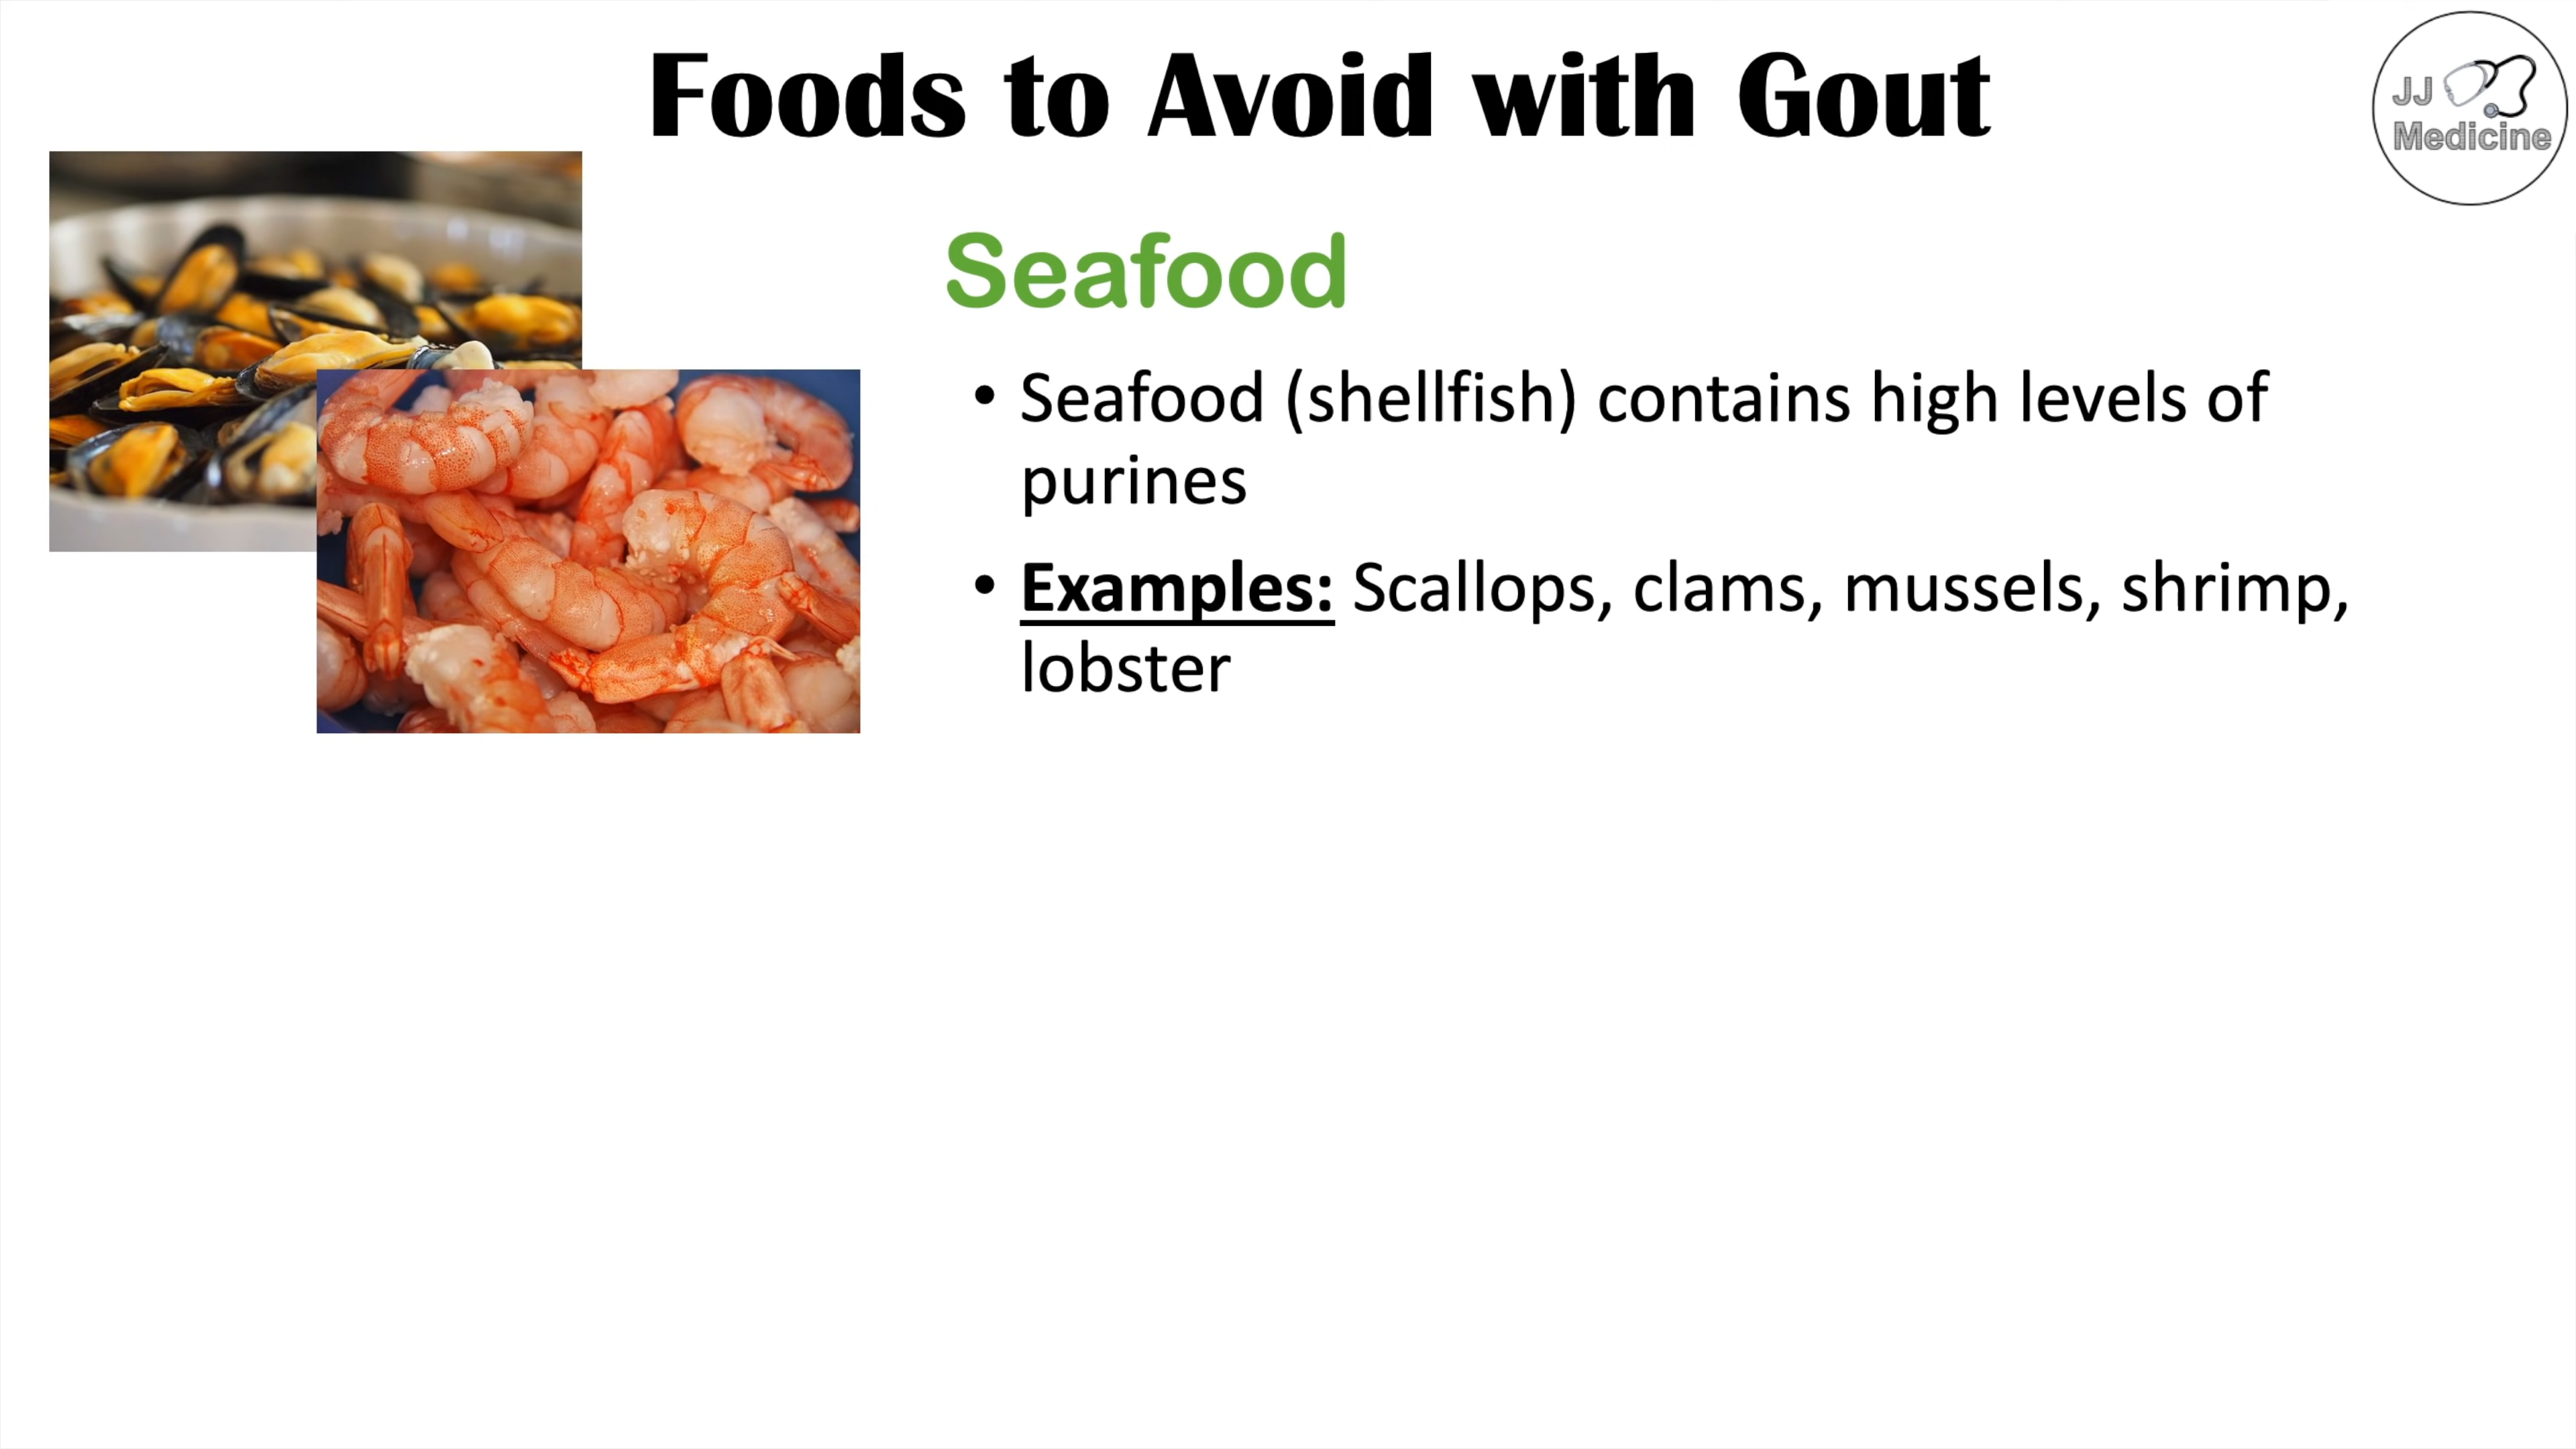 Foods to Avoid with Gout
JJ
Medicine
Seafood
• Seafood (shellfish) contains high levels of
purines
• Examples: Scallops, clams, mussels, shrimp,
lobster